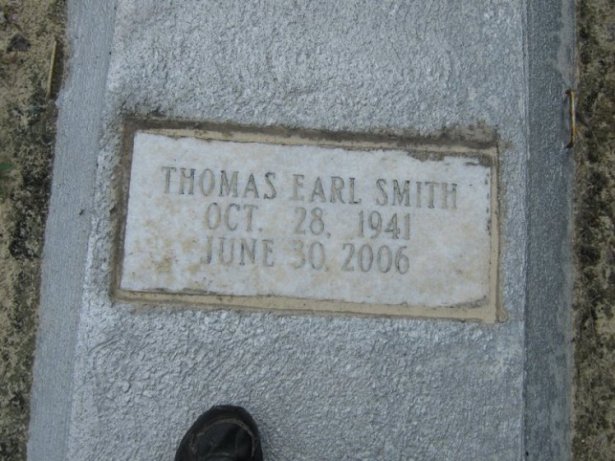 THOMAS EARL SMITH
OCT. 28, 1941
JUNE 30, 2006